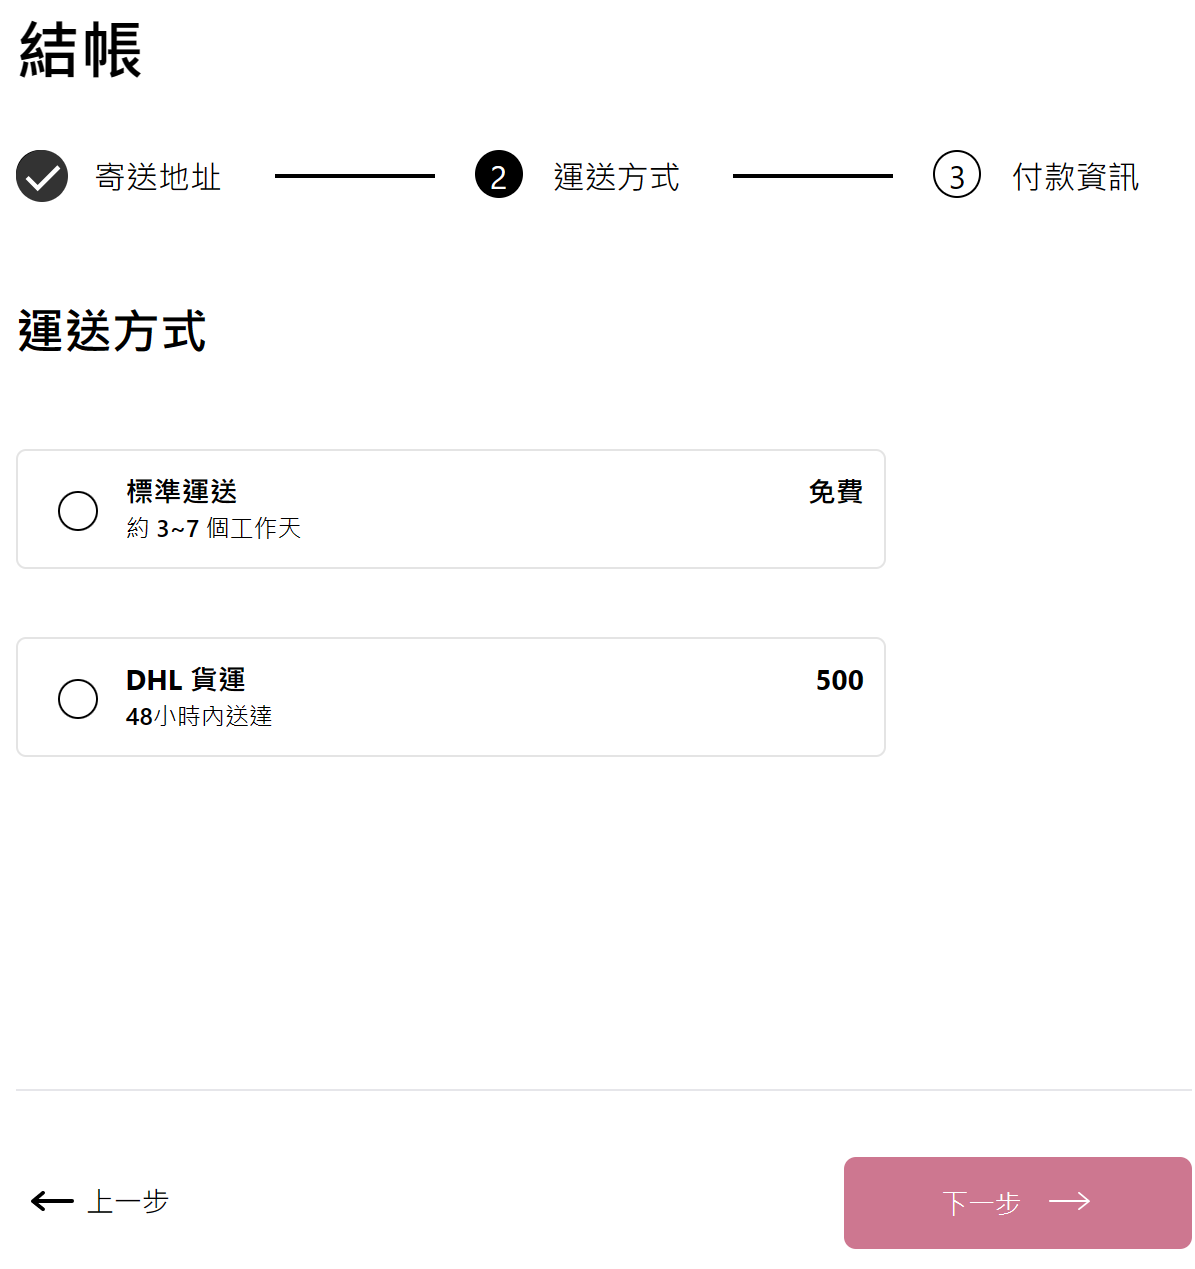 結帳
寄送地址
2 運送方式
3 付款資訊
運送方式
標準運送 免費
約 3~7 個工作天
DHL 貨運 500
48小時內送達
上一步
下一步